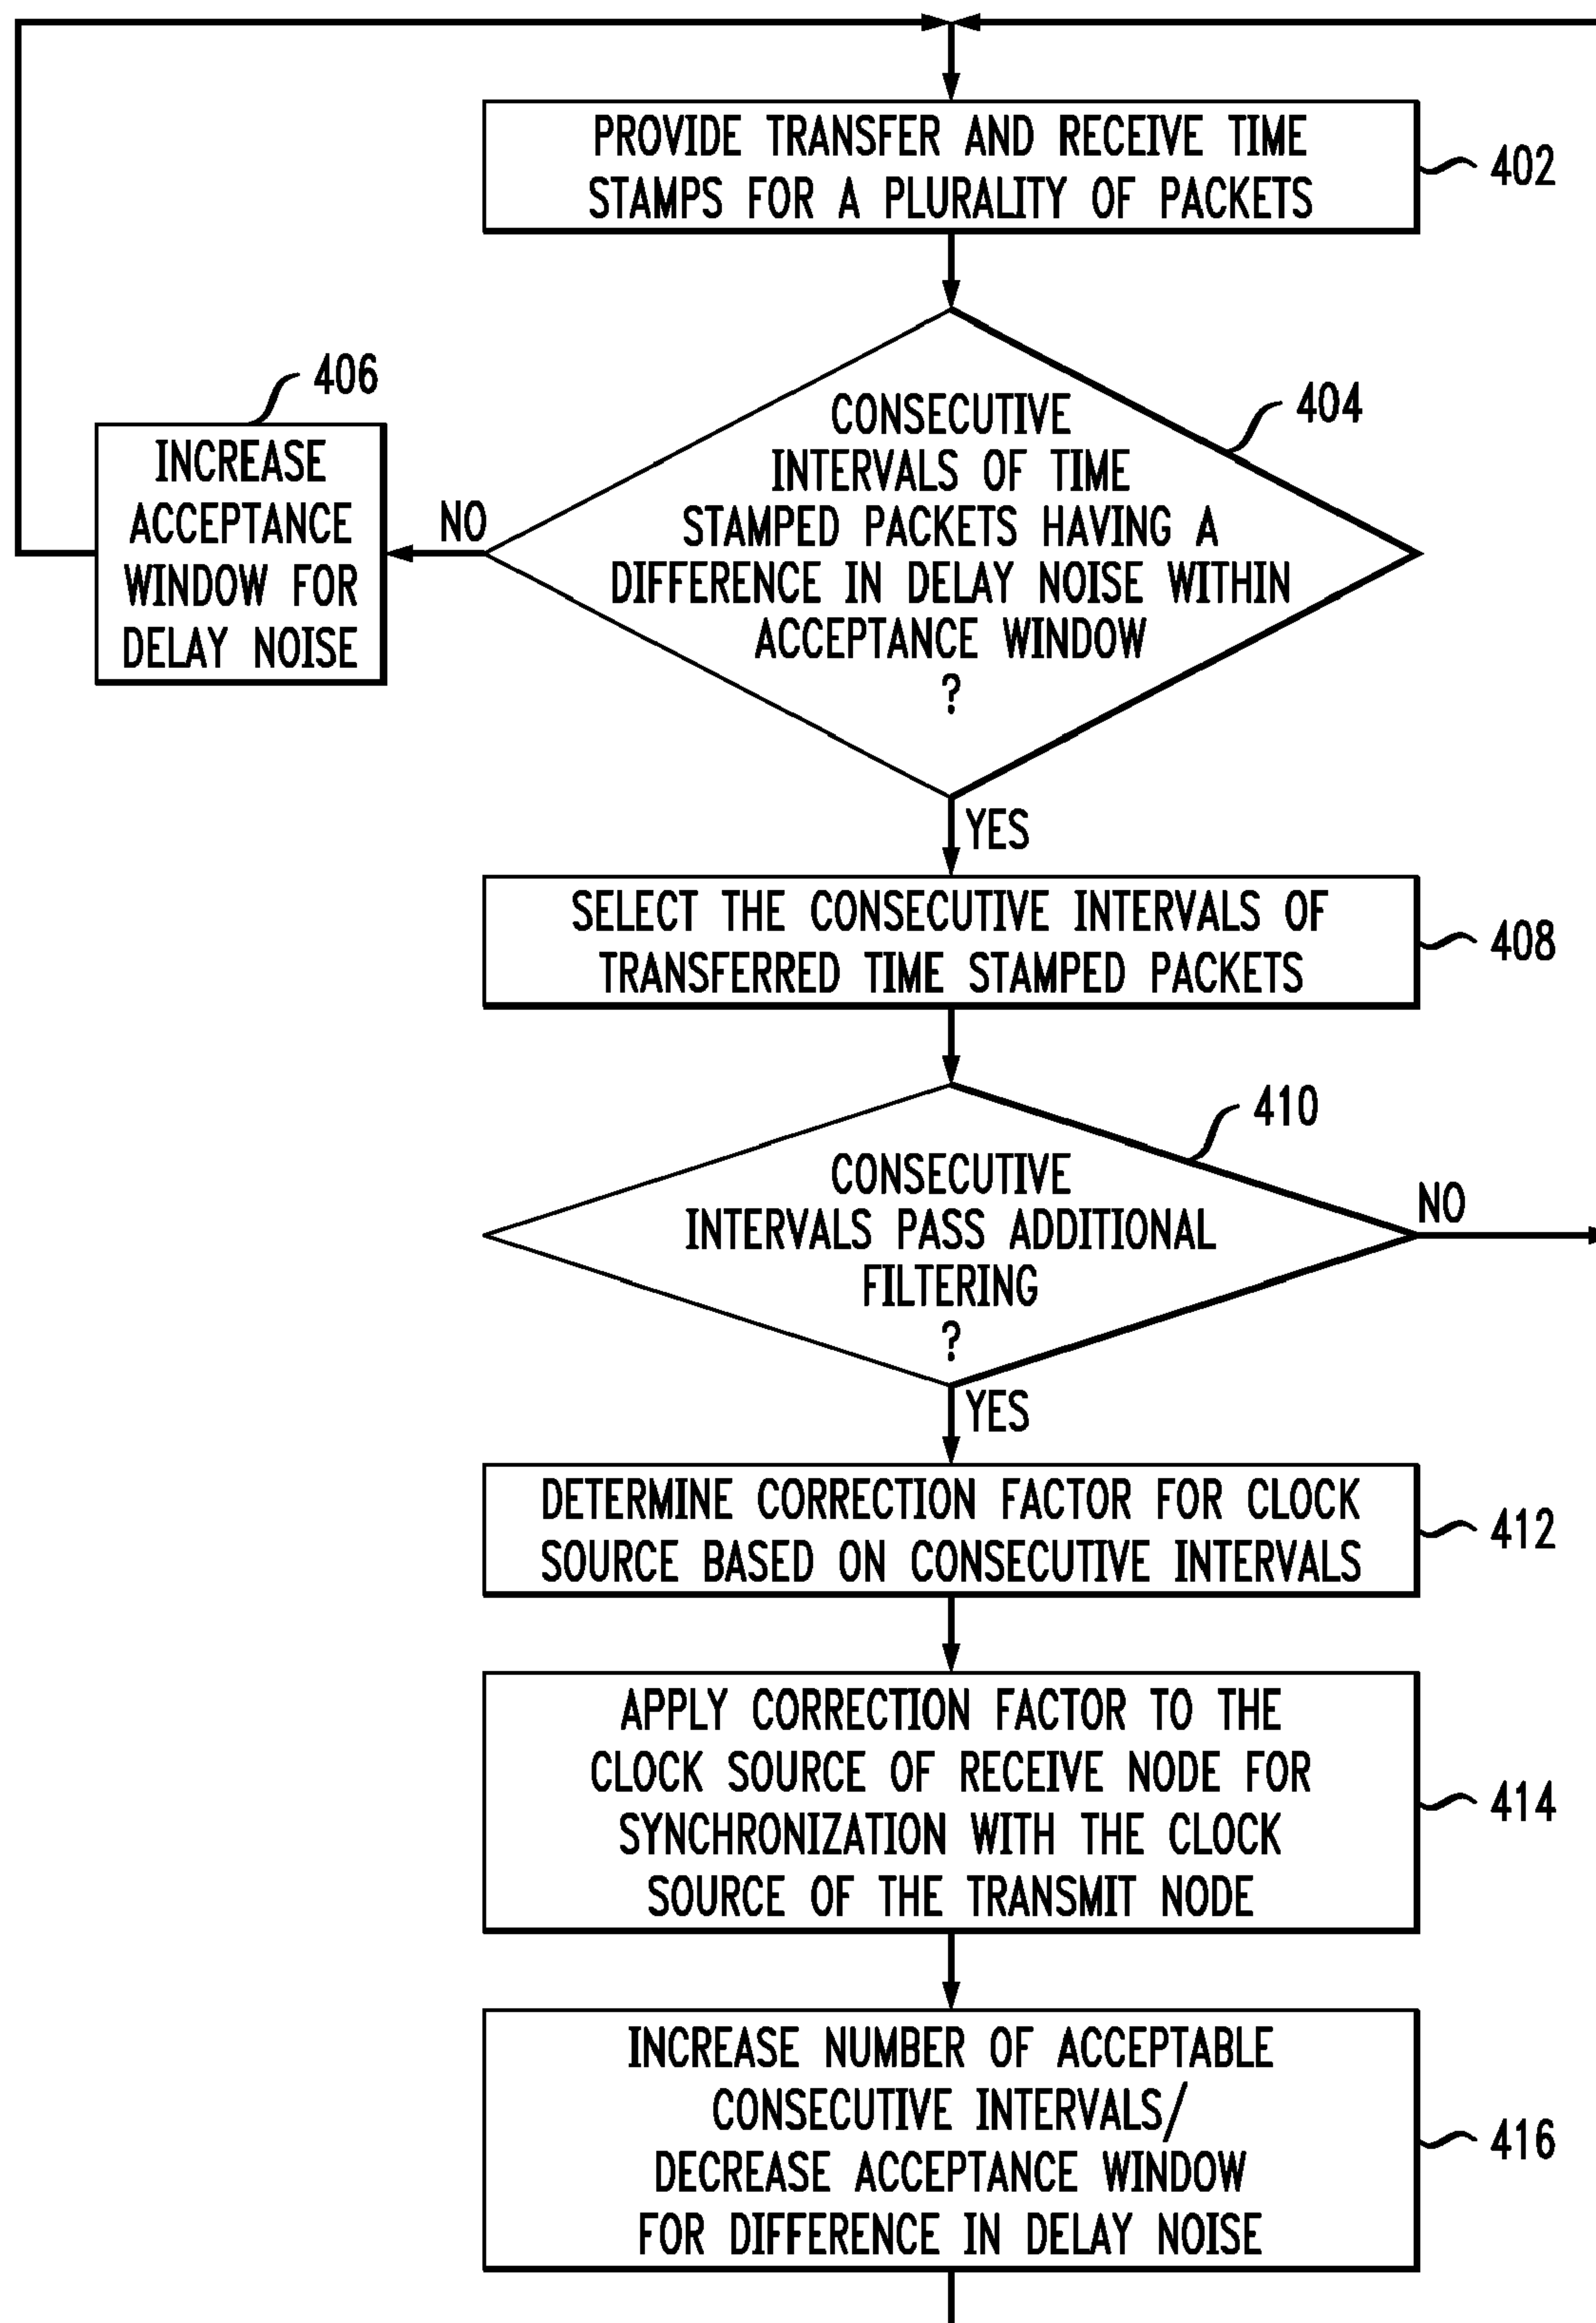 PROVIDE TRANSFER AND RECEIVE TIME
STAMPS FOR A PLURALITY OF PACKETS
402
406
INCREASE
ACCEPTANCE
WINDOW FOR
DELAY NOISE
NO
404
CONSECUTIVE
INTERVALS OF TIME
STAMPED PACKETS HAVING A
DIFFERENCE IN DELAY NOISE WITHIN
ACCEPTANCE WINDOW
?
YES
SELECT THE CONSECUTIVE INTERVALS OF
TRANSFERRED TIME STAMPED PACKETS
408
410
CONSECUTIVE
INTERVALS PASS ADDITIONAL
FILTERING
?
NO
YES
DETERMINE CORRECTION FACTOR FOR CLOCK
SOURCE BASED ON CONSECUTIVE INTERVALS
412
APPLY CORRECTION FACTOR TO THE
CLOCK SOURCE OF RECEIVE NODE FOR
SYNCHRONIZATION WITH THE CLOCK
SOURCE OF THE TRANSMIT NODE
414
INCREASE NUMBER OF ACCEPTABLE
CONSECUTIVE INTERVALS/
DECREASE ACCEPTANCE WINDOW
FOR DIFFERENCE IN DELAY NOISE
416